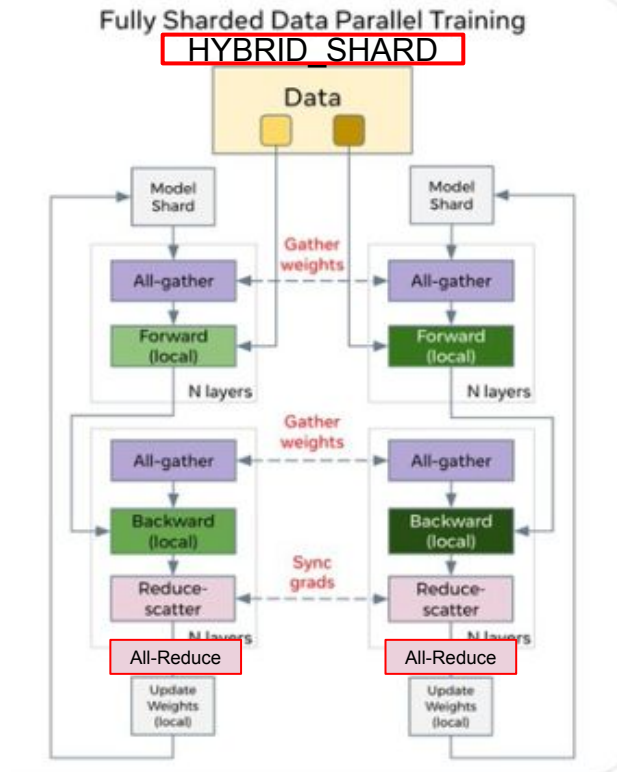 Fully Sharded Data Parallel Training
HYBRID_SHARD
Data
Model
Shard
Model
Shard
Gather
weights
All-gather
All-gather
Forward
(local)
Forward
(local)
N layers
N layers
Gather
weights
All-gather
All-gather
Backward
(local)
Backward
(local)
Sync
grads
Reduce-
scatter
Reduce-
scatter
N layers
N layers
All-Reduce
All-Reduce
Update
Weights
(local)
Update
Weights
(local)